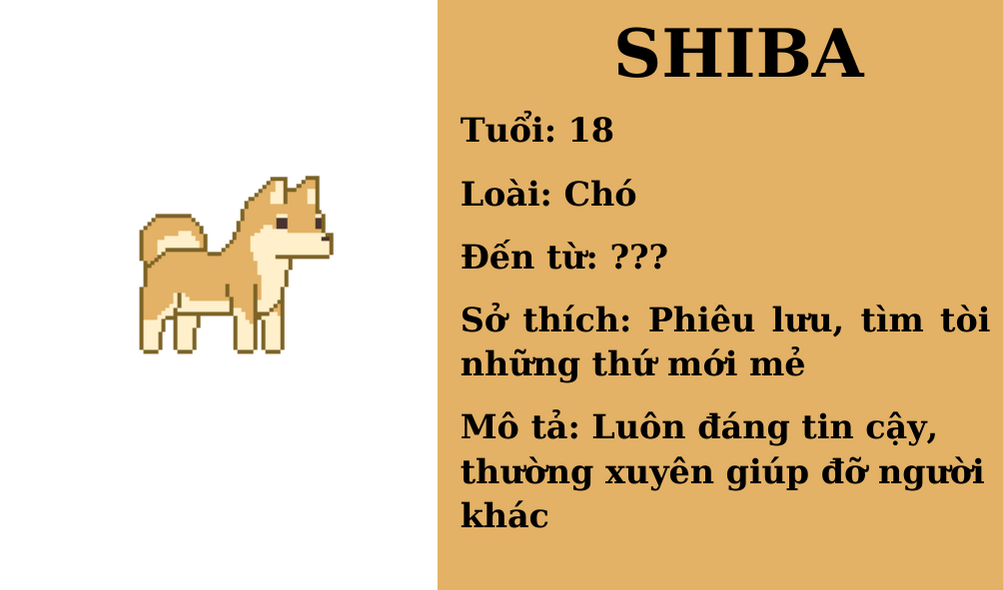 SHIBA
Tuổi: 18
Loài: Chó
Đến từ: ???
Sở thích: Phiêu lưu, tìm tòi
những thứ mới mẻ
Mô tả: Luôn đáng tin cậy,
thường xuyên giúp đỡ người
khác